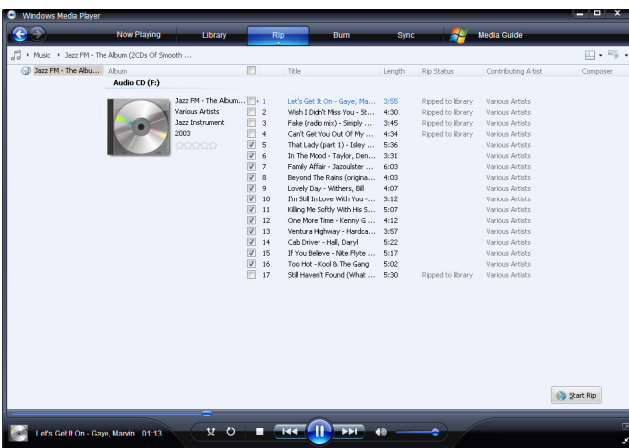 Windows Media Player
Now Playing Library Rip Burn Sync Media Guide
Music Jazz FM - The Album (2CDs Of Smooth ...
Jazz FM - The Albu... Album Title Length Rip Status Contributing Artist Composer
Audio CD (F:)
Jazz FM - The Album... 1 Let's Get It On - Gaye, Ma... 3:55 Ripped to library Various Artists
Various Artists 2 Wish I Didn't Miss You - St... 4:30 Ripped to library Various Artists
Jazz Instrument 3 Fake (radio mix) - Simply ... 3:45 Ripped to library Various Artists
2003 4 Can't Get You Out Of My ... 4:34 Ripped to library Various Artists
5 That Lady (part 1) - Isley ... 5:36 Various Artists
6 In The Mood - Taylor, Den... 3:31 Various Artists
7 Family Affair - Jazoulster ... 6:03 Various Artists
8 Beyond The Rains (origina... 4:03 Various Artists
9 Lovely Day - Withers, Bill 4:07 Various Artists
10 I'm Still In Love With You -... 3:12 Various Artists
11 Killing Me Softly With His S... 5:07 Various Artists
12 One More Time - Kenny G ... 4:12 Various Artists
13 Ventura Highway - Hardca... 3:57 Various Artists
14 Cab Driver - Hall, Daryl 5:22 Various Artists
15 If You Believe - Nite Flyte ... 5:17 Various Artists
16 Too Hot - Kool & The Gang 5:02 Various Artists
17 Still Haven't Found (What ... 5:30 Ripped to library Various Artists
Start Rip
Let's Get It On - Gaye, Marvin 01:13